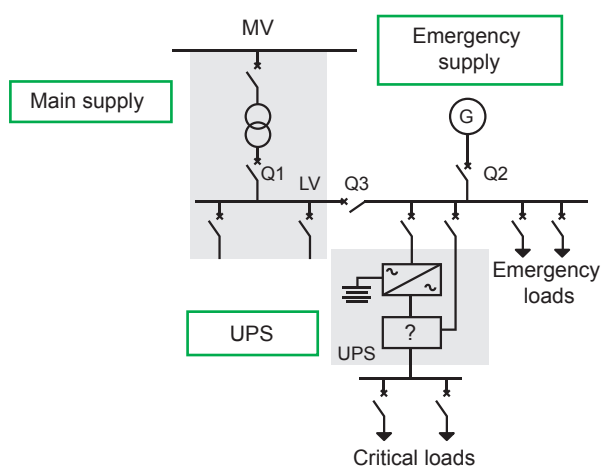 MV
Emergency
supply
Main supply
G
Q1
LV
Q3
Q2
Emergency
loads
UPS
?
UPS
Critical loads